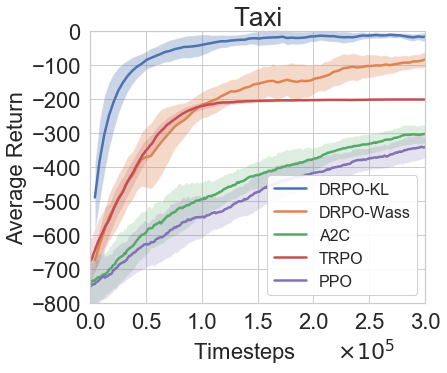 Taxi
Average Return
0
−100
−200
−300
−400
−500
−600
−700
−800
DRPO-KL
DRPO-Wass
A2C
TRPO
PPO
0.0 0.5 1.0 1.5 2.0 2.5 3.0
Timesteps ×10⁵